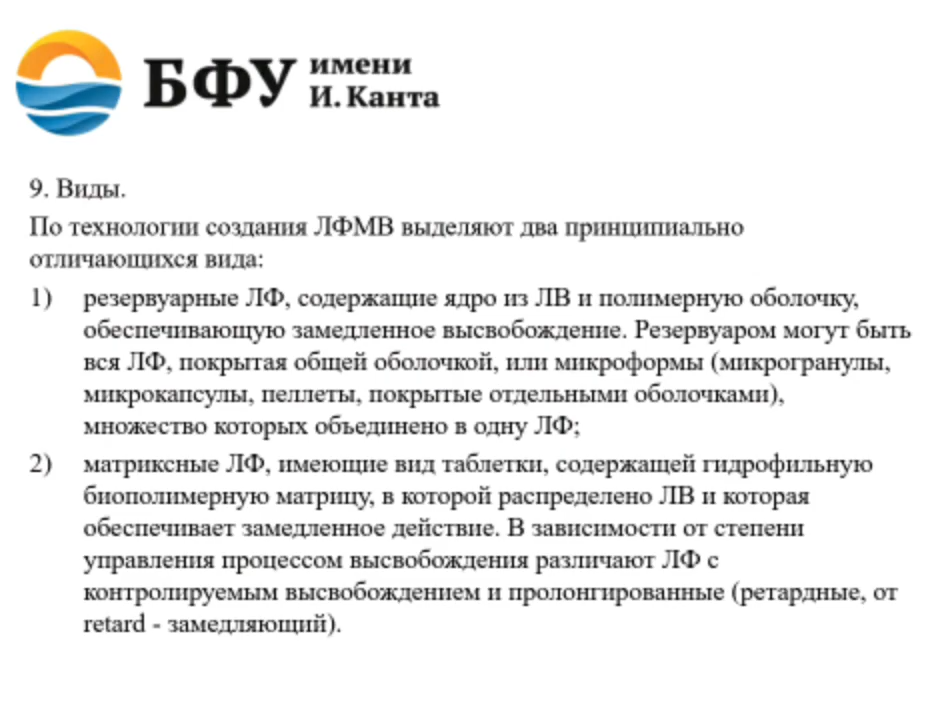 БФУ имени
И. Канта
9. Виды.
По технологии создания ЛФМВ выделяют два принципиально
отличающихся вида:
1) резервуарные ЛФ, содержащие ядро из ЛВ и полимерную оболочку,
обеспечивающую замедленное высвобождение. Резервуаром могут быть
вся ЛФ, покрытая общей оболочкой, или микроформы (микрогранулы,
микрокапсулы, пеллеты, покрытые отдельными оболочками),
множество которых объединено в одну ЛФ;
2) матриксные ЛФ, имеющие вид таблетки, содержащей гидрофильную
биополимерную матрицу, в которой распределено ЛВ и которая
обеспечивает замедленное действие. В зависимости от степени
управления процессом высвобождения различают ЛФ с
контролируемым высвобождением и пролонгированные (ретардные, от
retard - замедляющий).